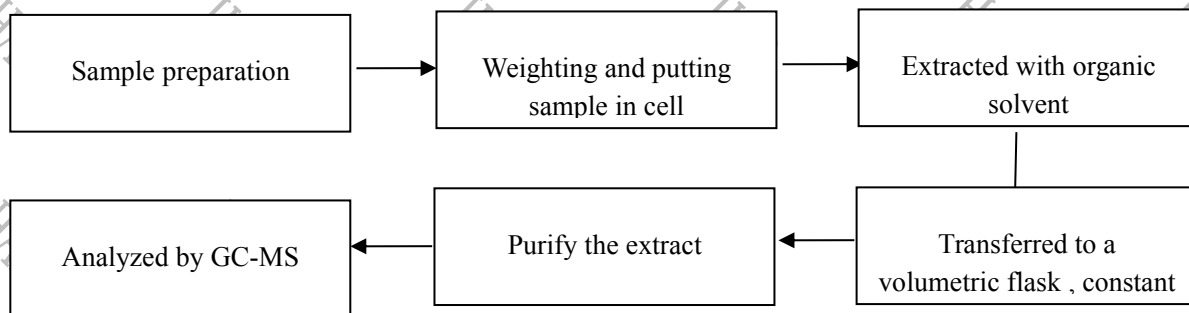 Sample preparation
Weighting and putting
sample in cell
Extracted with organic
solvent
Transferred to a
volumetric flask , constant
Purify the extract
Analyzed by GC-MS